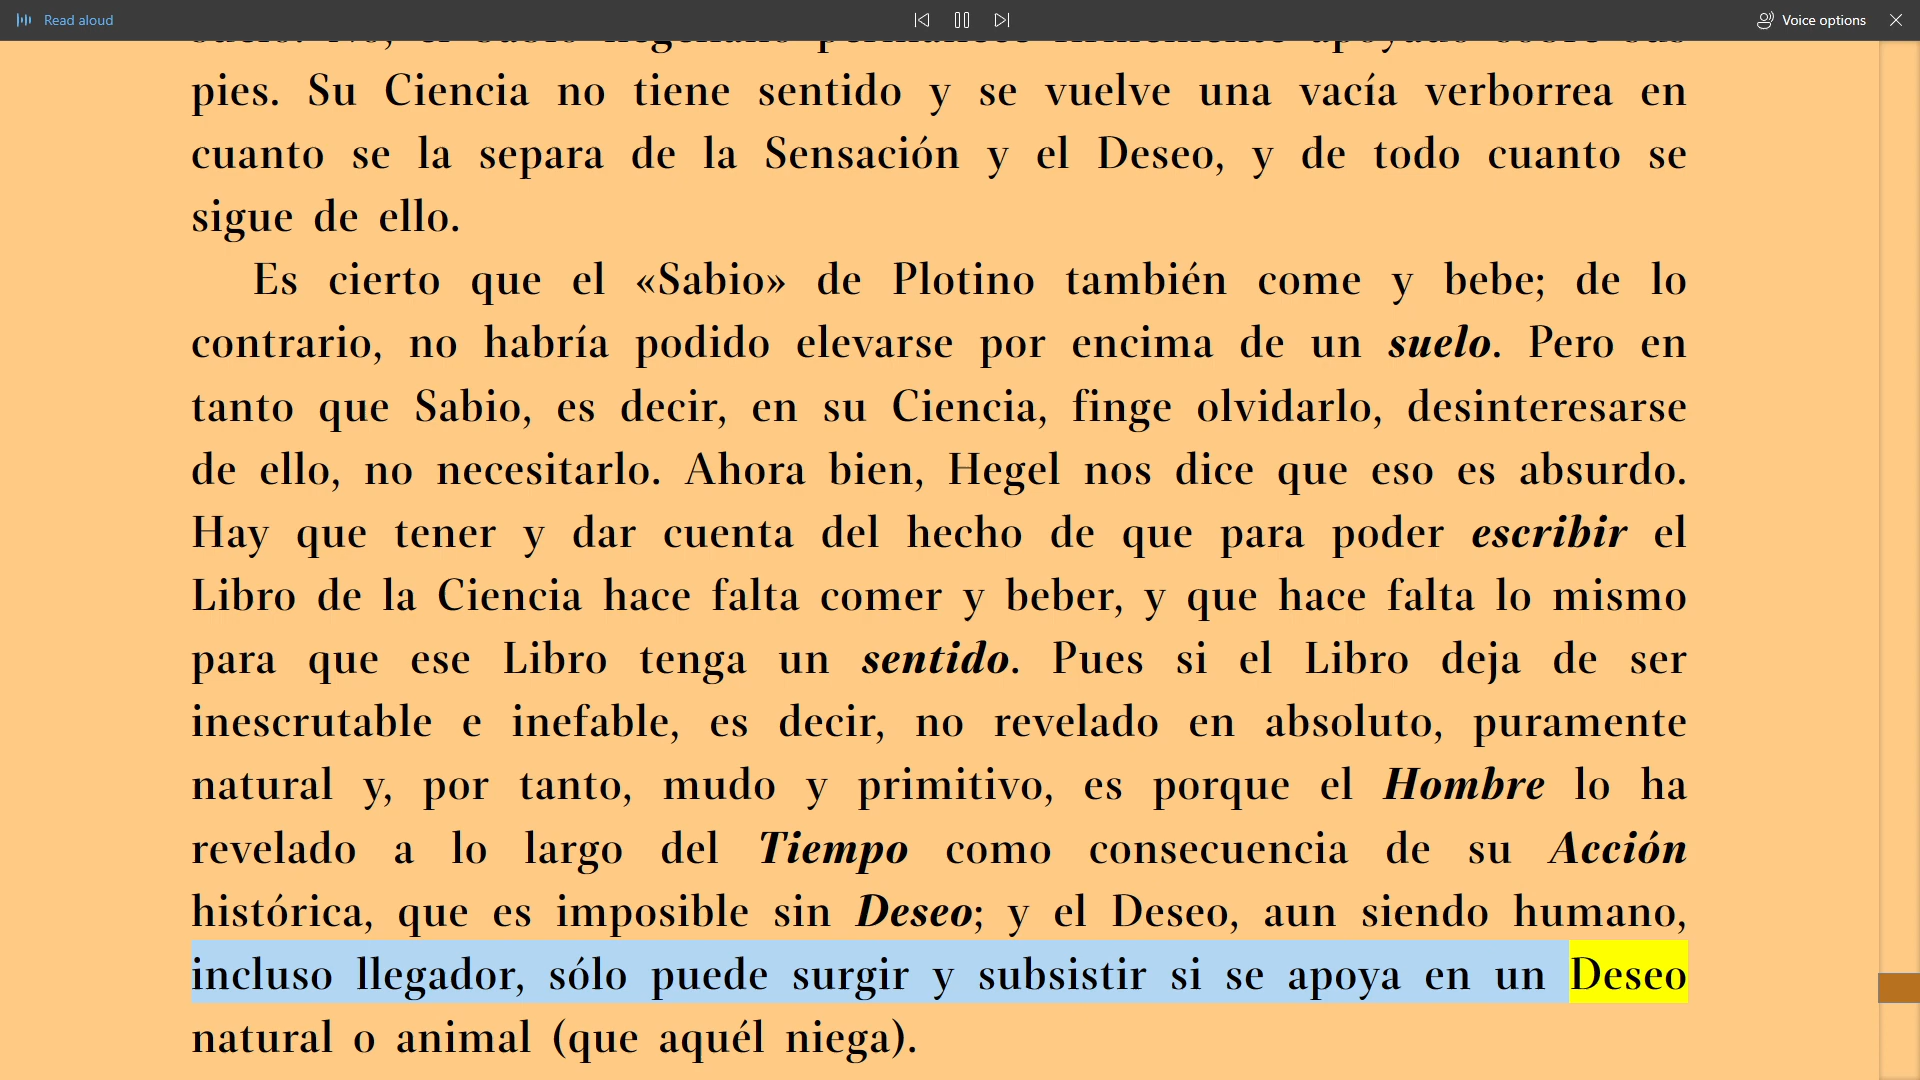 Read aloud
Voice options
pies. Su Ciencia no tiene sentido y se vuelve una vacía verborrea en
cuanto se la separa de la Sensación y el Deseo, y de todo cuanto se
sigue de ello.
Es cierto que el «Sabio» de Plotino también come y bebe; de lo
contrario, no habría podido elevarse por encima de un suelo. Pero en
tanto que Sabio, es decir, en su Ciencia, finge olvidarlo, desinteresarse
de ello, no necesitarlo. Ahora bien, Hegel nos dice que eso es absurdo.
Hay que tener y dar cuenta del hecho de que para poder escribir el
Libro de la Ciencia hace falta comer y beber, y que hace falta lo mismo
para que ese Libro tenga un sentido. Pues si el Libro deja de ser
inescrutable e inefable, es decir, no revelado en absoluto, puramente
natural y, por tanto, mudo y primitivo, es porque el Hombre lo ha
revelado a lo largo del Tiempo como consecuencia de su Acción
histórica, que es imposible sin Deseo; y el Deseo, aun siendo humano,
incluso llegador, sólo puede surgir y subsistir si se apoya en un Deseo
natural o animal (que aquél niega).